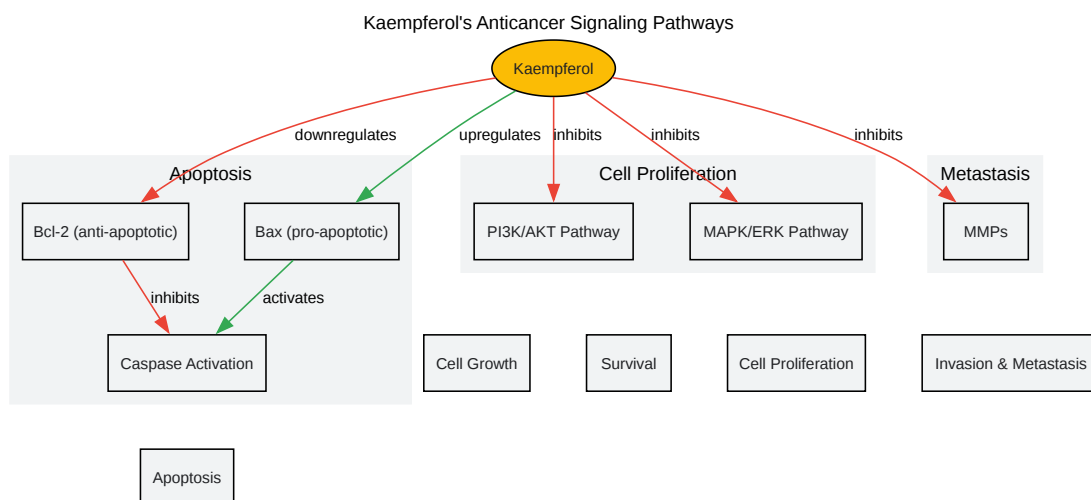 Kaempferol's Anticancer Signaling Pathways
Kaempferol
downregulates
upregulates
inhibits
inhibits
inhibits
Apoptosis
Cell Proliferation
Metastasis
Bcl-2 (anti-apoptotic)
Bax (pro-apoptotic)
PI3K/AKT Pathway
MAPK/ERK Pathway
MMPs
inhibits
activates
Caspase Activation
Cell Growth
Survival
Cell Proliferation
Invasion & Metastasis
Apoptosis